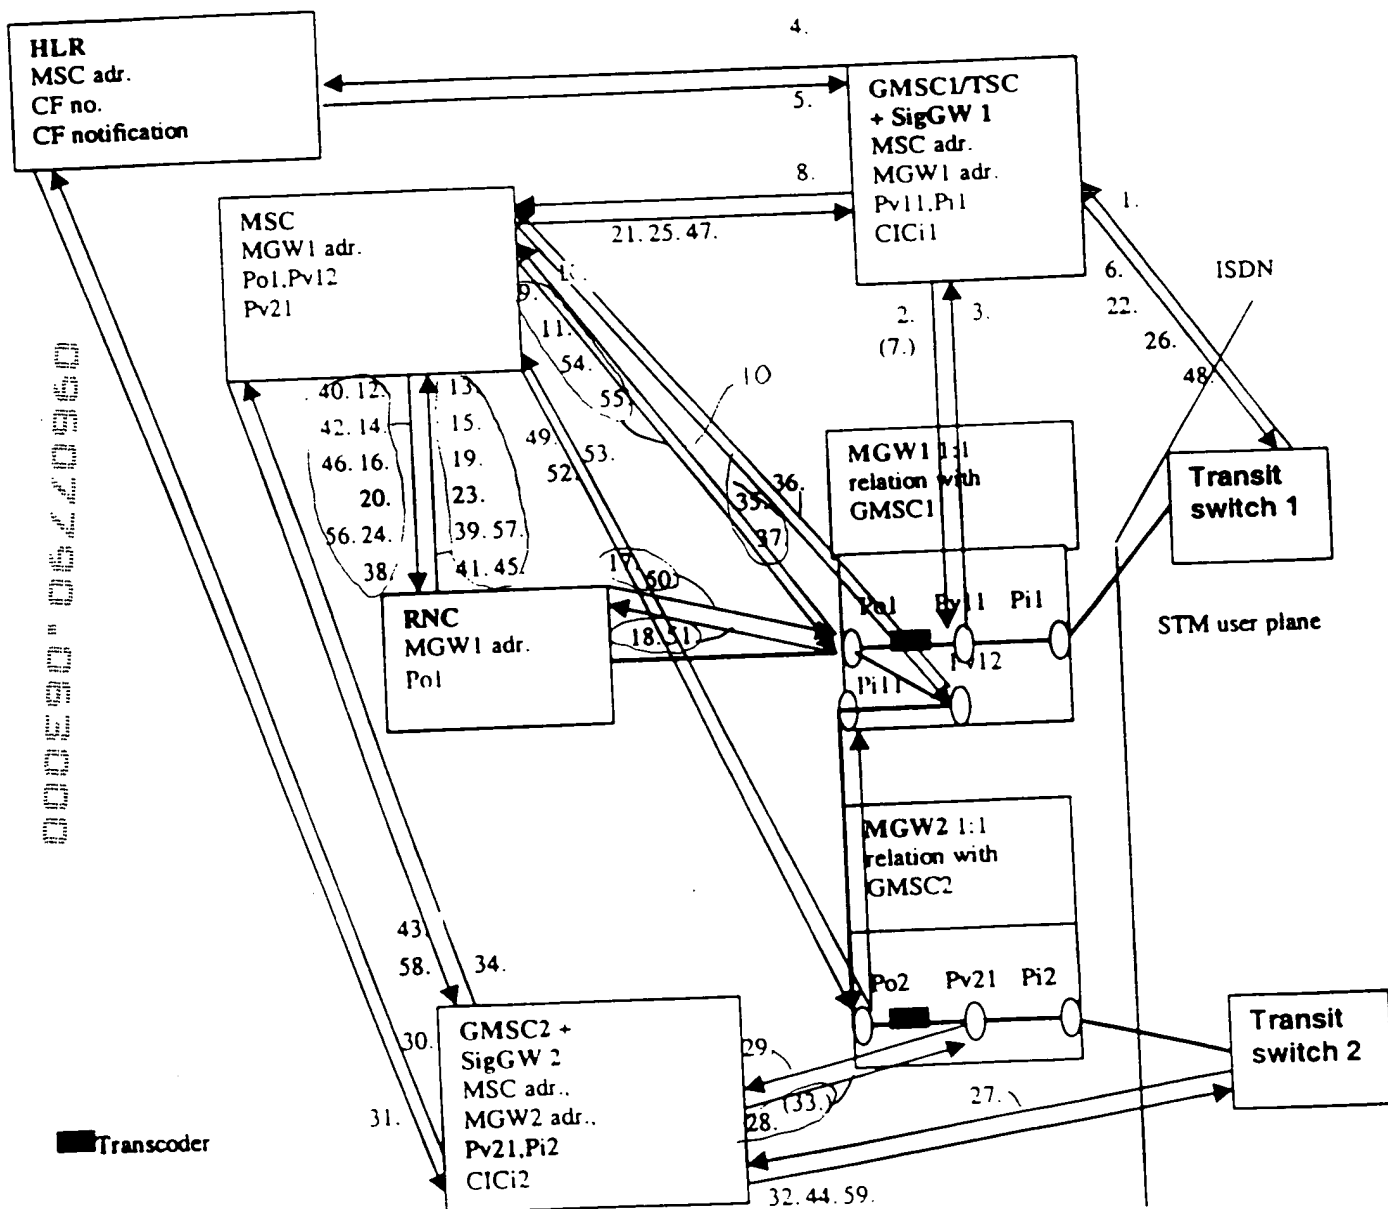 HLR
MSC adr.
CF no.
CF notification
4.
5.
GMSC1/TSC
+ SigGW 1
MSC adr.
MGW1 adr.
Pv11,Pi1
CICi1
8.
21. 25. 47.
MSC
MGW1 adr.
Po1,Pv12
Pv21
1.
6.
22.
26.
48.
ISDN
2.
(7.)
3.
9.
11.
54.
55.
10
40. 12.
42. 14.
46. 16.
20.
56. 24.
38.
13.
15.
19.
23.
39. 57.
41. 45.
49.
52.
53.
35.
37.
36.
17.
50.
18. 51.
MGW1 1:1
relation with
GMSC1
Transit
switch 1
RNC
MGW1 adr.
Po1
Po1
Pv11
Pi1
Pv12
Pi11
STM user plane
09607790.063000
MGW2 1:1
relation with
GMSC2
Po2
Pv21
Pi2
43.
58.
34.
30.
31.
GMSC2 +
SigGW 2
MSC adr..
MGW2 adr..
Pv21,Pi2
CICi2
29.
(33.)
28.
27.
32. 44. 59.
Transit
switch 2
Transcoder